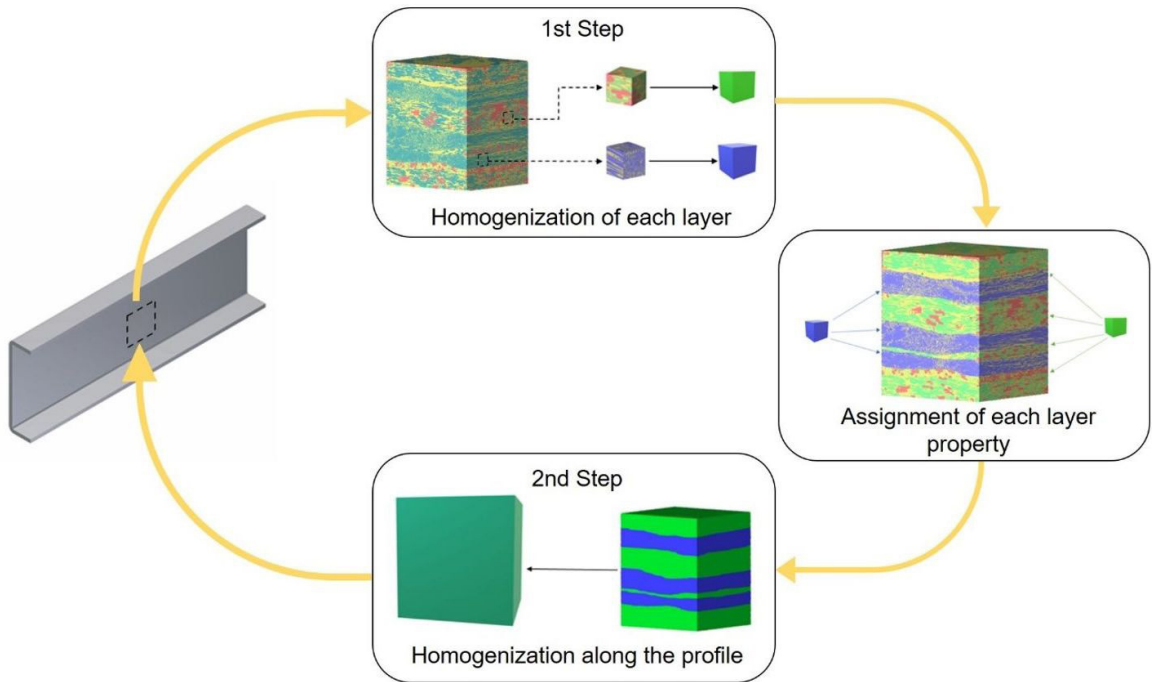 1st Step
Homogenization of each layer
Assignment of each layer
property
2nd Step
Homogenization along the profile